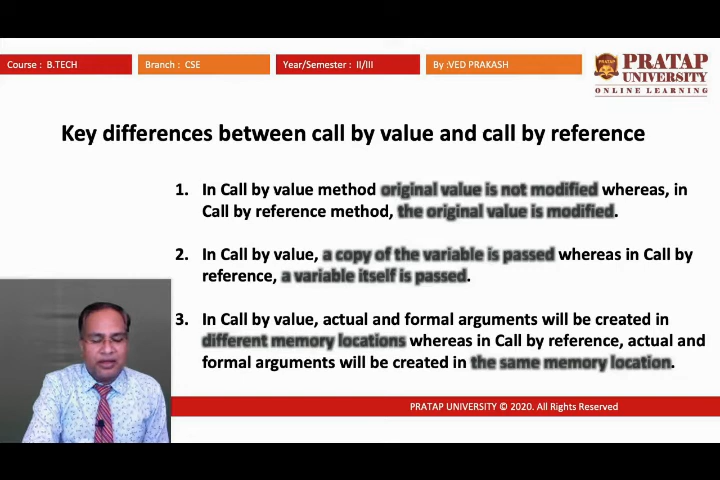 Course : B.TECH
Branch : CSE
Year/Semester : II/III
By :VED PRAKASH
PRATAP
PRATAP
UNIVERSITY
ONLINE LEARNING
Key differences between call by value and call by reference
1. In Call by value method original value is not modified whereas, in
Call by reference method, the original value is modified.
2. In Call by value, a copy of the variable is passed whereas in Call by
reference, a variable itself is passed.
3. In Call by value, actual and formal arguments will be created in
different memory locations whereas in Call by reference, actual and
formal arguments will be created in the same memory location.
PRATAP UNIVERSITY © 2020. All Rights Reserved